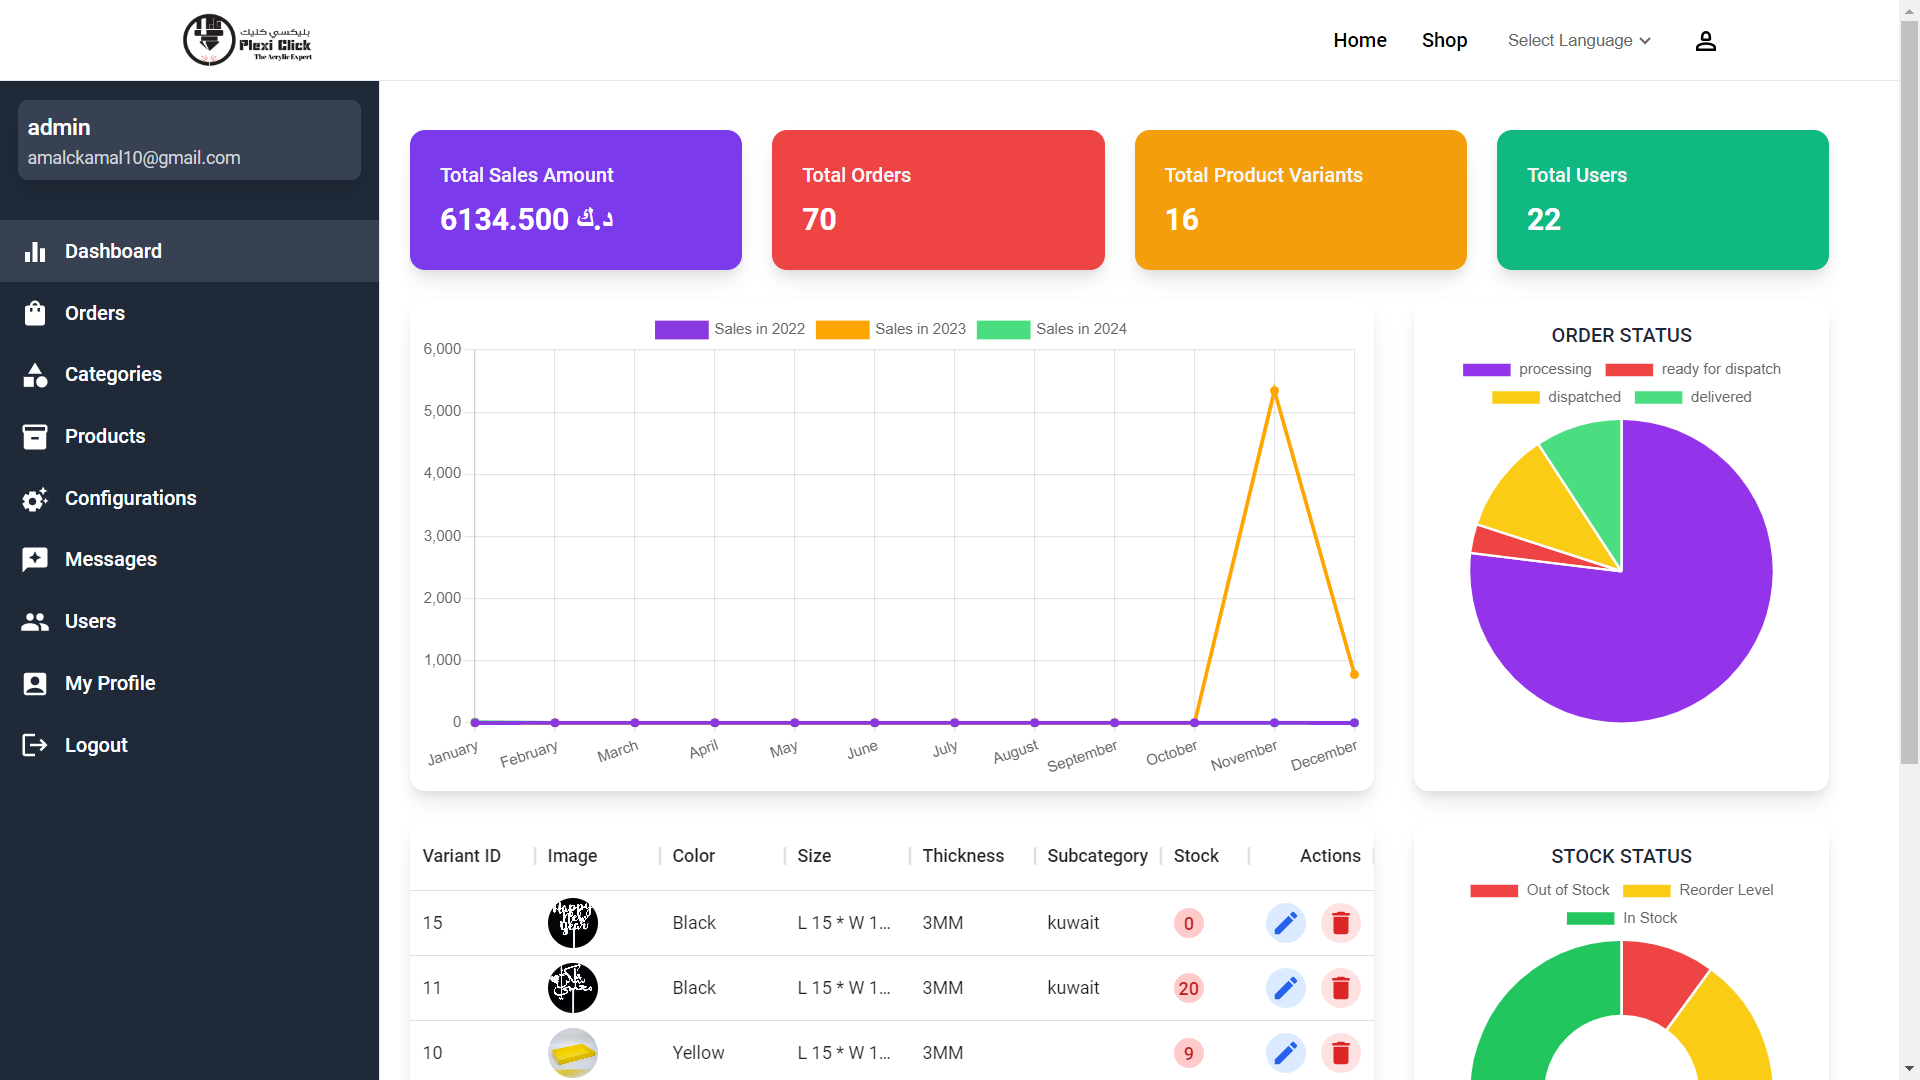 بليكسي كليك
Plexi Click
The Acrylic Expert
Home
Shop
Select Language
admin
amalckamal10@gmail.com
Dashboard
Orders
Categories
Products
Configurations
Messages
Users
My Profile
Logout
Total Sales Amount
6134.500 د.ك
Total Orders
70
Total Product Variants
16
Total Users
22
Sales in 2022 Sales in 2023 Sales in 2024
6,000
5,000
4,000
3,000
2,000
1,000
0
January February March April May June July August September October November December
ORDER STATUS
processing ready for dispatch
dispatched delivered
Variant ID Image Color Size Thickness Subcategory Stock Actions
15 Happy New Year Black L 15 * W 1... 3MM kuwait 0
11 Black L 15 * W 1... 3MM kuwait 20
10 Yellow L 15 * W 1... 3MM 9
STOCK STATUS
Out of Stock Reorder Level
In Stock